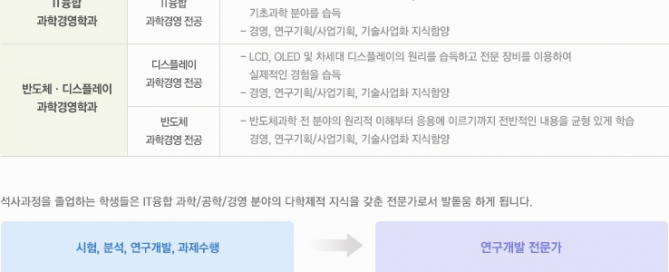 IT융합
과학경영학과
IT융합
과학경영 전공
기초과학 분야를 습득
– 경영, 연구기획/사업기획, 기술사업화 지식함양
반도체 · 디스플레이
과학경영학과
디스플레이
과학경영 전공
– LCD, OLED 및 차세대 디스플레이의 원리를 습득하고 전문 장비를 이용하여
실제적인 경험을 습득
– 경영, 연구기획/사업기획, 기술사업화 지식함양
반도체
과학경영 전공
– 반도체과학 전 분야의 원리적 이해부터 응용에 이르기까지 전반적인 내용을 균형 있게 학습
경영, 연구기획/사업기획, 기술사업화 지식함양
석사과정을 졸업하는 학생들은 IT융합 과학/공학/경영 분야의 다학제적 지식을 갖춘 전문가로서 발돋움 하게 됩니다.
시험, 분석, 연구개발, 과제수행
연구개발 전문가